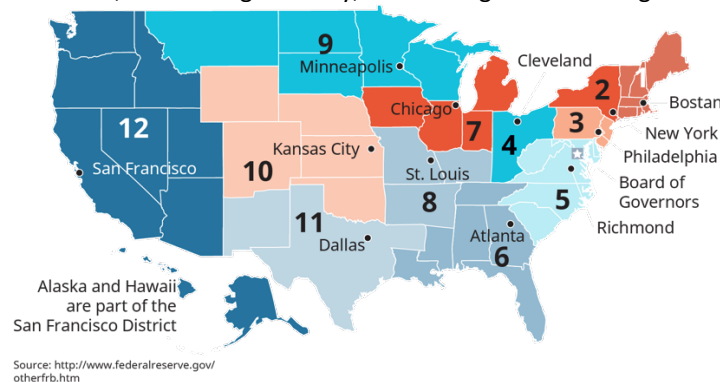 9
Minneapolis
Cleveland
1
2
Bostan
Chicago
7
3
New York
12
4
Philadelphia
Kansas City
San Francisco
10
St. Louis
Board of
Governors
8
5
Richmond
11
Dallas
Atlanta
6
Alaska and Hawaii
are part of the
San Francisco District
Source: http://www.federalreserve.gov/
otherfrb.htm